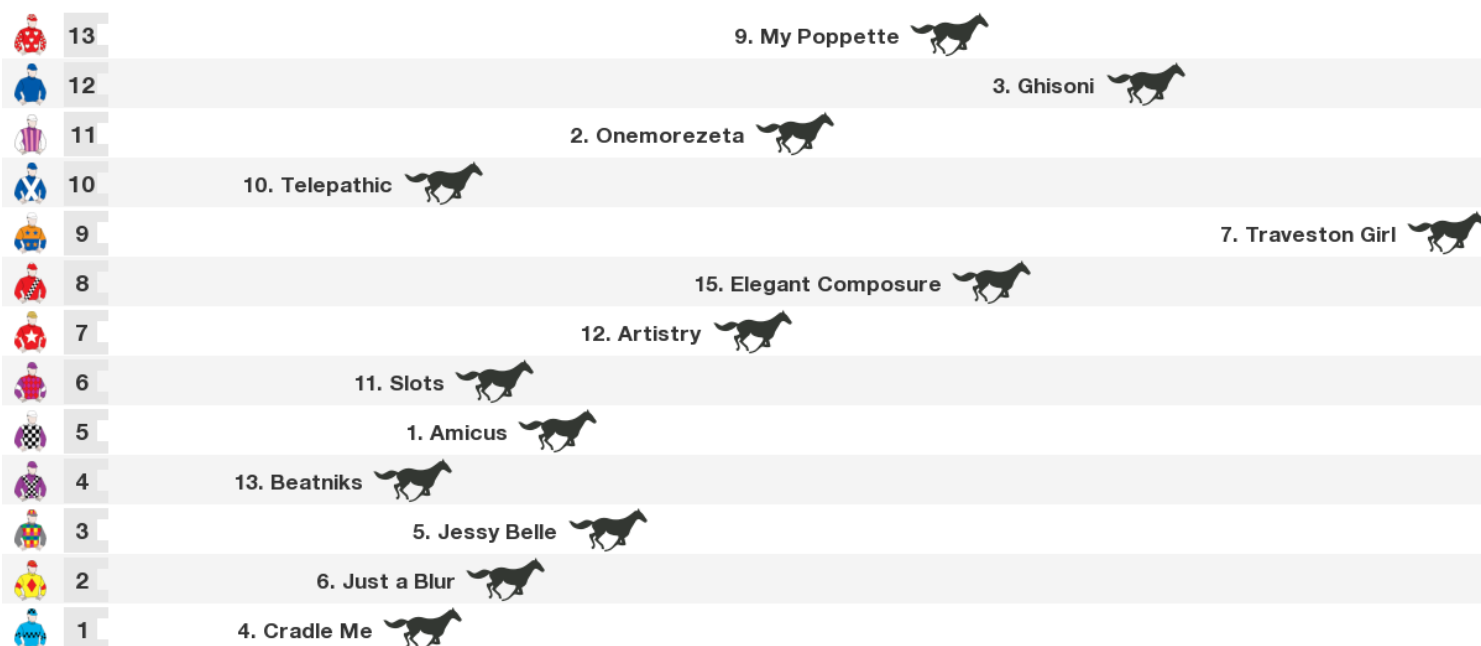 13 9. My Poppette
12 3. Ghisoni
11 2. Onemorezeta
10 10. Telepathic
9 7. Traveston Girl
8 15. Elegant Composure
7 12. Artistry
6 11. Slots
5 1. Amicus
4 13. Beatniks
3 5. Jessy Belle
2 6. Just a Blur
1 4. Cradle Me